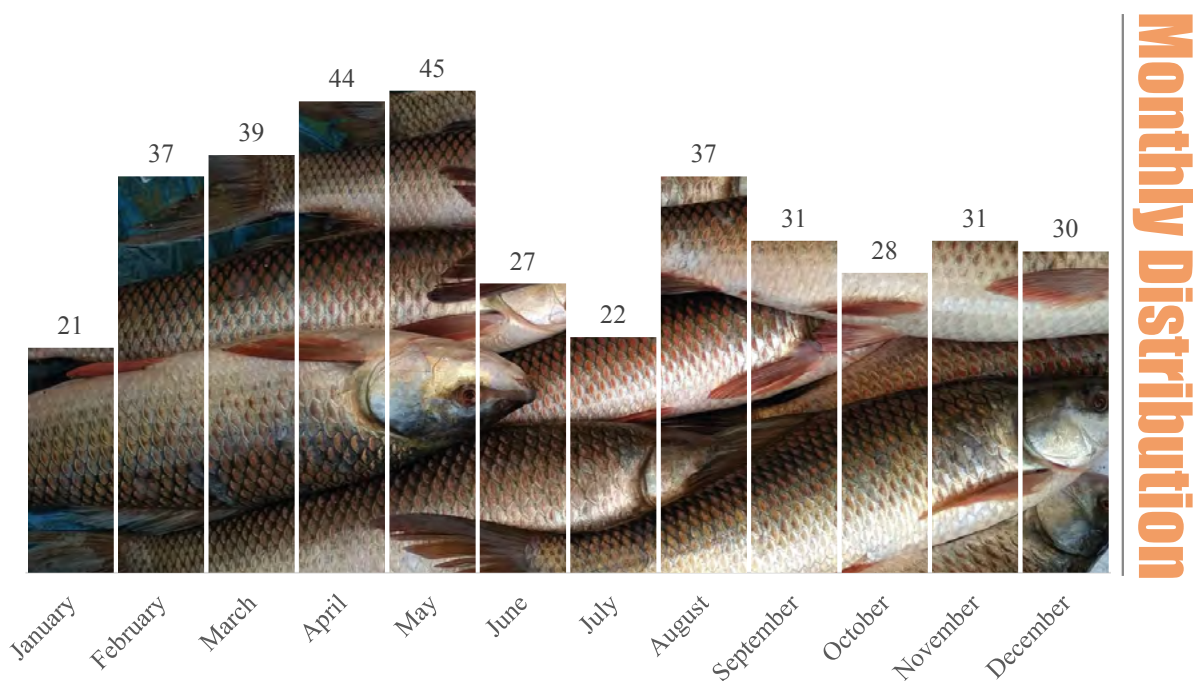 Monthly Distribution
21
37
39
44
45
27
22
37
31
28
31
30
January
February
March
April
May
June
July
August
September
October
November
December